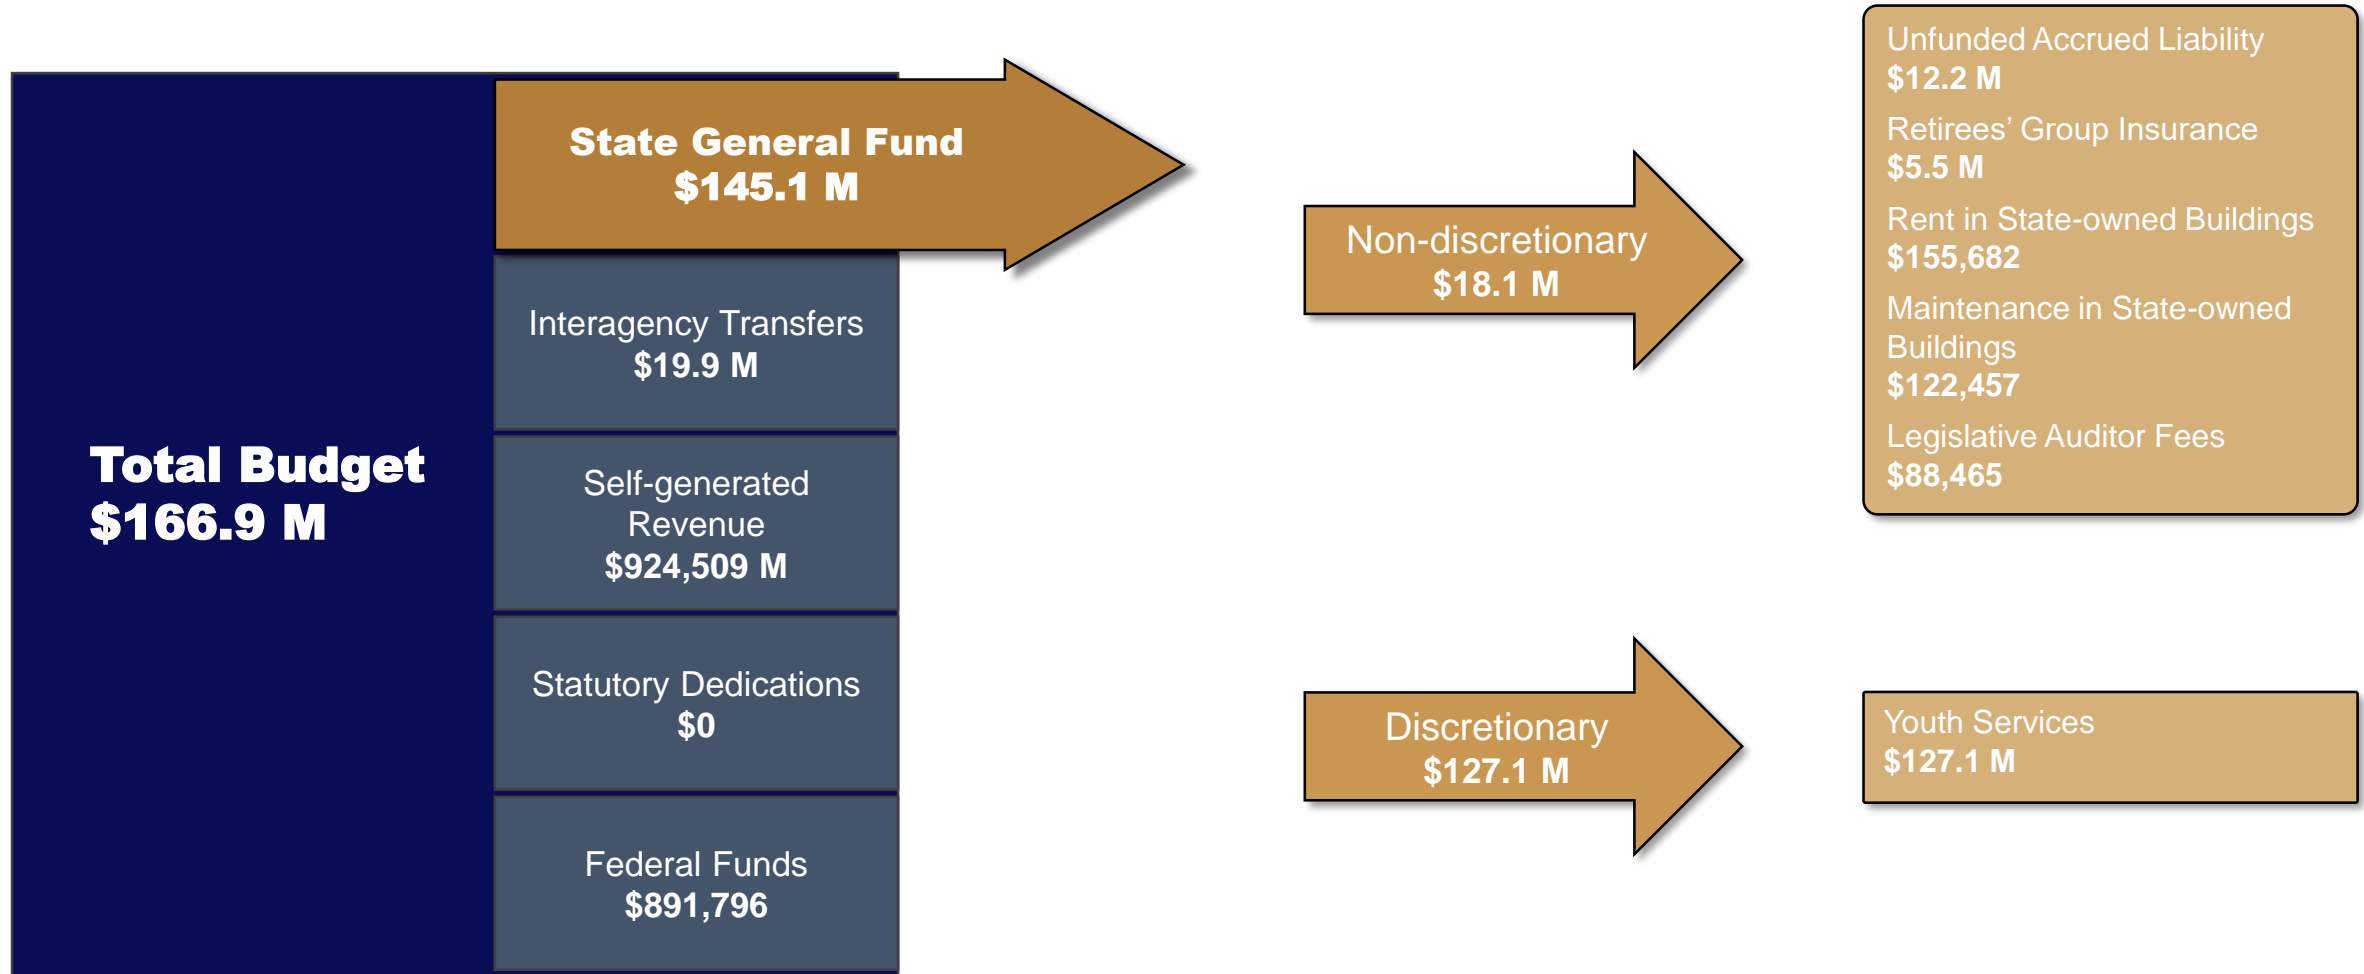 Total Budget
$166.9 M
State General Fund
$145.1 M
Interagency Transfers
$19.9 M
Self-generated
Revenue
$924,509 M
Statutory Dedications
$0
Federal Funds
$891,796
Non-discretionary
$18.1 M
Discretionary
$127.1 M
Unfunded Accrued Liability
$12.2 M
Retirees’ Group Insurance
$5.5 M
Rent in State-owned Buildings
$155,682
Maintenance in State-owned
Buildings
$122,457
Legislative Auditor Fees
$88,465
Youth Services
$127.1 M